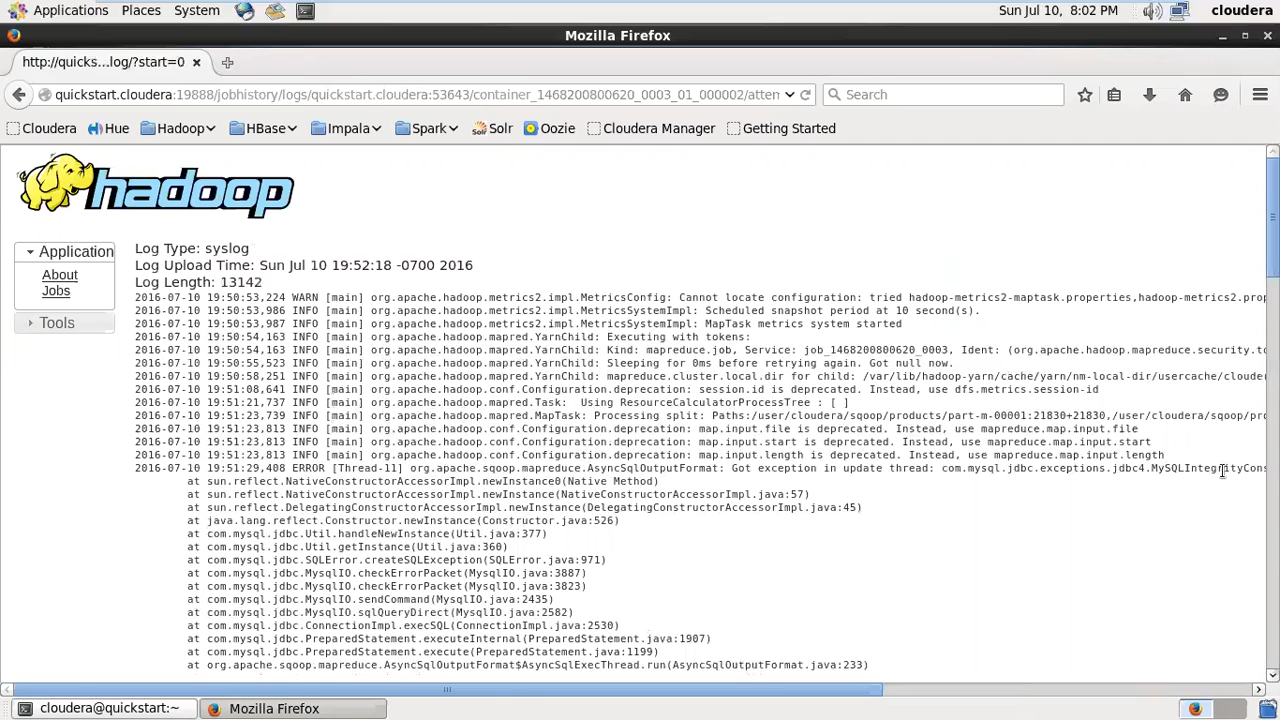 Applications Places System Sun Jul 10, 8:02 PM cloudera
Mozilla Firefox
http://quicks...log/?start=0
quickstart.cloudera:19888/jobhistory/logs/quickstart.cloudera:53643/container_1468200800620_0003_01_000002/atten Search
Cloudera Hue Hadoop HBase Impala Spark Solr Oozie Cloudera Manager Getting Started
hadoop
Application
About
Jobs
Tools
Log Type: syslog
Log Upload Time: Sun Jul 10 19:52:18 -0700 2016
Log Length: 13142
2016-07-10 19:50:53,224 WARN [main] org.apache.hadoop.metrics2.impl.MetricsConfig: Cannot locate configuration: tried hadoop-metrics2-maptask.properties,hadoop-metrics2.prop
2016-07-10 19:50:53,986 INFO [main] org.apache.hadoop.metrics2.impl.MetricsSystemImpl: Scheduled snapshot period at 10 second(s).
2016-07-10 19:50:53,987 INFO [main] org.apache.hadoop.metrics2.impl.MetricsSystemImpl: MapTask metrics system started
2016-07-10 19:50:54,163 INFO [main] org.apache.hadoop.mapred.YarnChild: Executing with tokens:
2016-07-10 19:50:54,163 INFO [main] org.apache.hadoop.mapred.YarnChild: Kind: mapreduce.job, Service: job_1468200800620_0003, Ident: (org.apache.hadoop.mapreduce.security.to
2016-07-10 19:50:55,523 INFO [main] org.apache.hadoop.mapred.YarnChild: Sleeping for 0ms before retrying again. Got null now.
2016-07-10 19:50:58,251 INFO [main] org.apache.hadoop.mapred.YarnChild: mapreduce.cluster.local.dir for child: /var/lib/hadoop-yarn/cache/yarn/nm-local-dir/usercache/clouder
2016-07-10 19:51:08,641 INFO [main] org.apache.hadoop.conf.Configuration.deprecation: session.id is deprecated. Instead, use dfs.metrics.session-id
2016-07-10 19:51:21,737 INFO [main] org.apache.hadoop.mapred.Task: Using ResourceCalculatorProcessTree : [ ]
2016-07-10 19:51:23,739 INFO [main] org.apache.hadoop.mapred.MapTask: Processing split: Paths:/user/cloudera/sqoop/products/part-m-00001:21830+21830,/user/cloudera/sqoop/pro
2016-07-10 19:51:23,813 INFO [main] org.apache.hadoop.conf.Configuration.deprecation: map.input.file is deprecated. Instead, use mapreduce.map.input.file
2016-07-10 19:51:23,813 INFO [main] org.apache.hadoop.conf.Configuration.deprecation: map.input.start is deprecated. Instead, use mapreduce.map.input.start
2016-07-10 19:51:23,813 INFO [main] org.apache.hadoop.conf.Configuration.deprecation: map.input.length is deprecated. Instead, use mapreduce.map.input.length
2016-07-10 19:51:29,408 ERROR [Thread-11] org.apache.sqoop.mapreduce.AsyncSqlOutputFormat: Got exception in update thread: com.mysql.jdbc.exceptions.jdbc4.MySQLIntegrityCons
at sun.reflect.NativeConstructorAccessorImpl.newInstance0(Native Method)
at sun.reflect.NativeConstructorAccessorImpl.newInstance(NativeConstructorAccessorImpl.java:57)
at sun.reflect.DelegatingConstructorAccessorImpl.newInstance(DelegatingConstructorAccessorImpl.java:45)
at java.lang.reflect.Constructor.newInstance(Constructor.java:526)
at com.mysql.jdbc.Util.handleNewInstance(Util.java:377)
at com.mysql.jdbc.Util.getInstance(Util.java:360)
at com.mysql.jdbc.SQLError.createSQLException(SQLError.java:971)
at com.mysql.jdbc.MysqlIO.checkErrorPacket(MysqlIO.java:3887)
at com.mysql.jdbc.MysqlIO.checkErrorPacket(MysqlIO.java:3823)
at com.mysql.jdbc.MysqlIO.sendCommand(MysqlIO.java:2435)
at com.mysql.jdbc.MysqlIO.sqlQueryDirect(MysqlIO.java:2582)
at com.mysql.jdbc.ConnectionImpl.execSQL(ConnectionImpl.java:2530)
at com.mysql.jdbc.PreparedStatement.executeInternal(PreparedStatement.java:1907)
at com.mysql.jdbc.PreparedStatement.execute(PreparedStatement.java:1199)
at org.apache.sqoop.mapreduce.AsyncSqlOutputFormat$AsyncSqlExecThread.run(AsyncSqlOutputFormat.java:233)
cloudera@quickstart:~ Mozilla Firefox